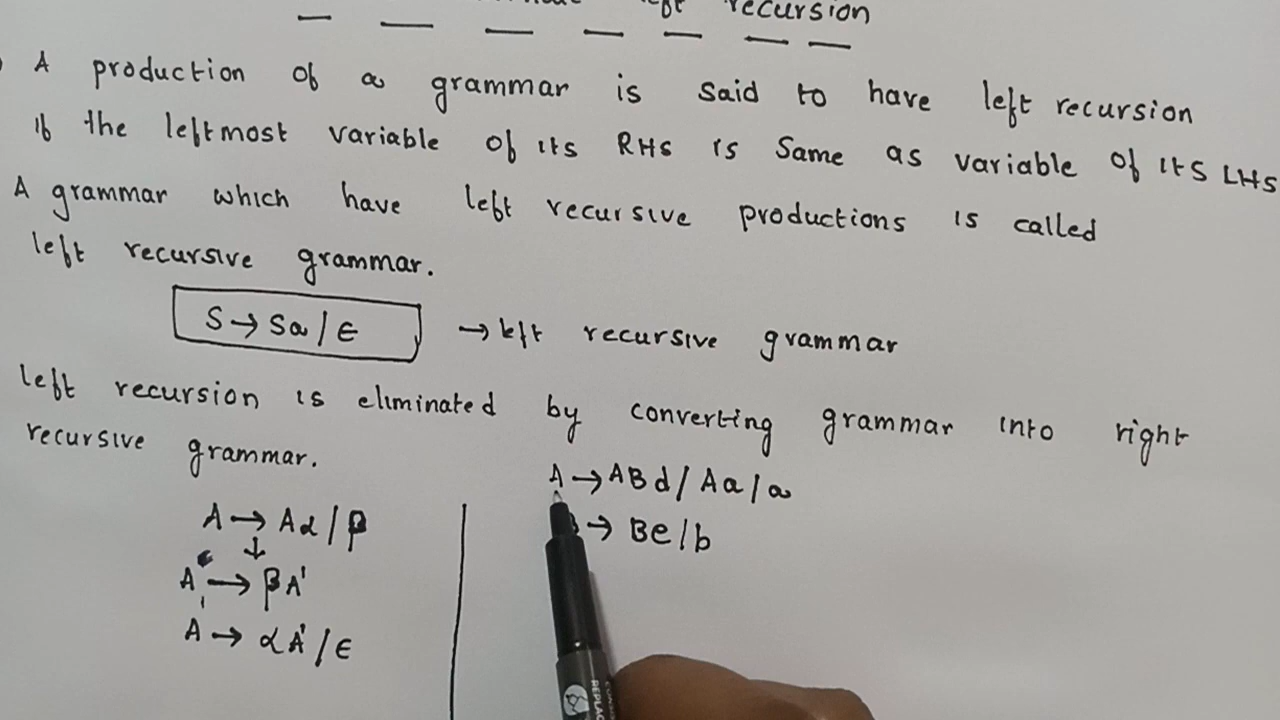 left recursion
A production of a grammar is said to have left recursion
if the leftmost variable of its RHS is Same as variable of its LHS
A grammar which have left recursive productions is called
left recursive grammar.
S → Sa / ϵ → left recursive grammar
left recursion is eliminated by converting grammar into right
recursive grammar.
A → ABd / Aa / a
A → Aα / β
B → Be / b
↓
A → βA'
A' → αA' / ϵ
REPLAC